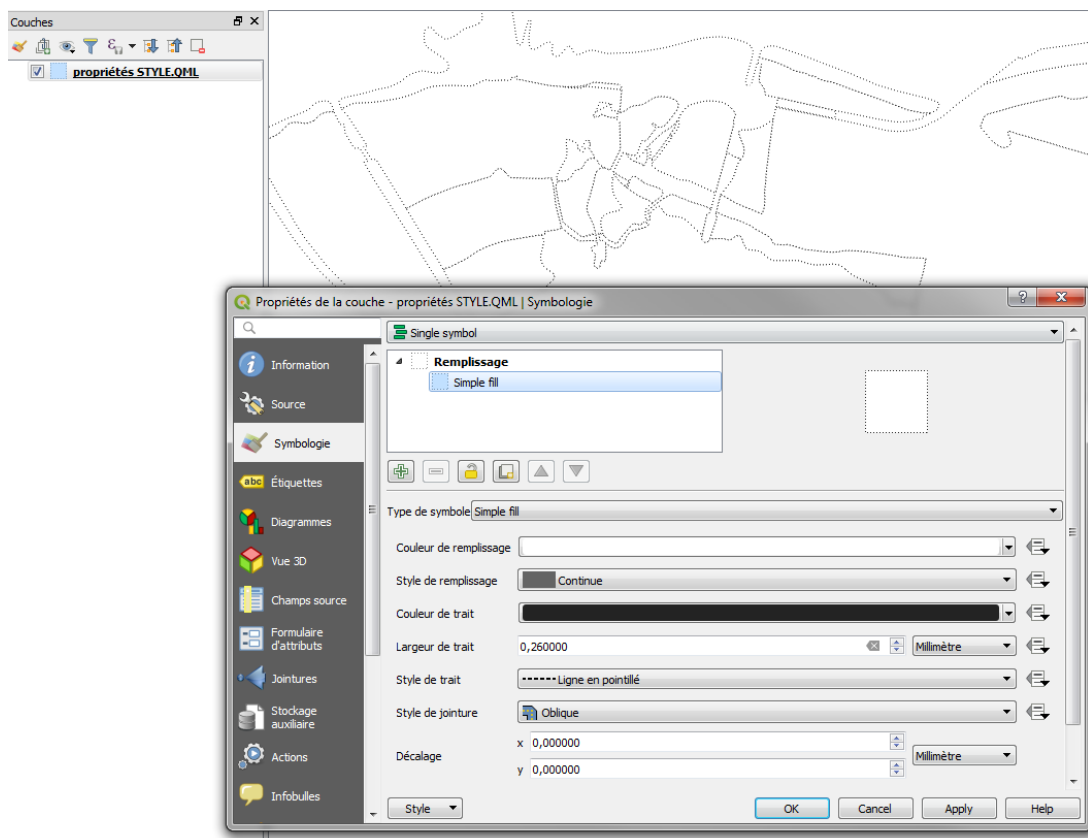 Couches
propriétés STYLE.QML
Propriétés de la couche - propriétés STYLE.QML | Symbologie
Information
Source
Symbologie
abc Étiquettes
Diagrammes
Vue 3D
Champs source
Formulaire
d'attributs
Jointures
Stockage
auxiliaire
Actions
Infobulles
Single symbol
Remplissage
Simple fill
Type de symbole Simple fill
Couleur de remplissage
Style de remplissage Continue
Couleur de trait
Largeur de trait 0,260000 Millimètre
Style de trait Ligne en pointillé
Style de jointure Oblique
Décalage x 0,000000 Millimètre
y 0,000000
Style OK Cancel Apply Help